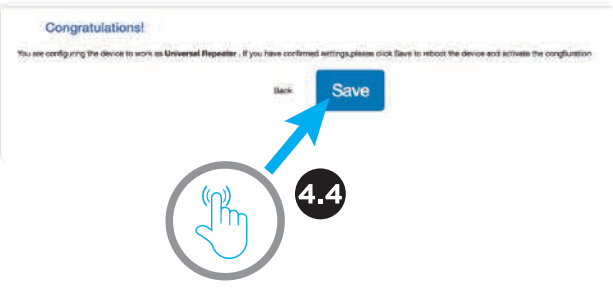 Congratulations!
You are configuring the device to work as Universal Repeater . If you have confirmed settings,please click Save to reboot the device and activate the congfiuration
Back
Save
4.4